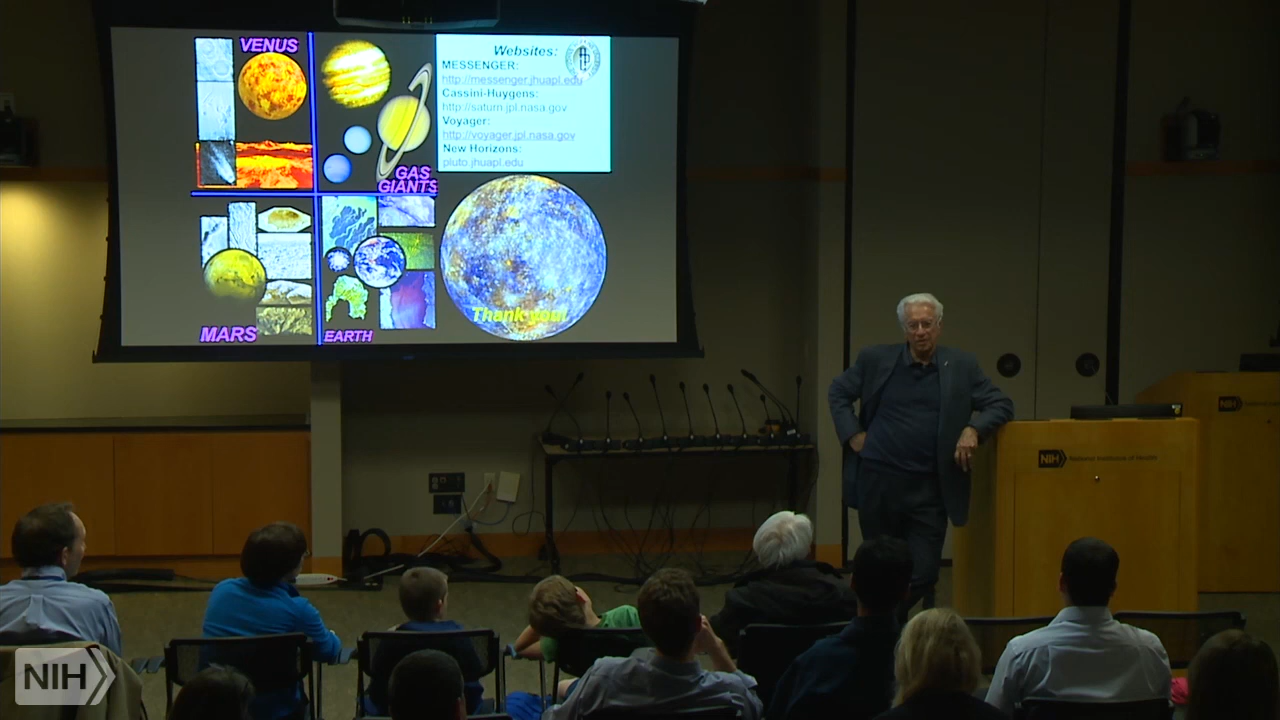 VENUS
GAS
GIANTS
MARS
EARTH
Websites:
MESSENGER:
http://messenger.jhuapl.edu
Cassini-Huygens:
http://saturn.jpl.nasa.gov
Voyager:
http://voyager.jpl.nasa.gov
New Horizons:
pluto.jhuapl.edu
Thank you!
NIH National Institutes of Health
NIH
NIH